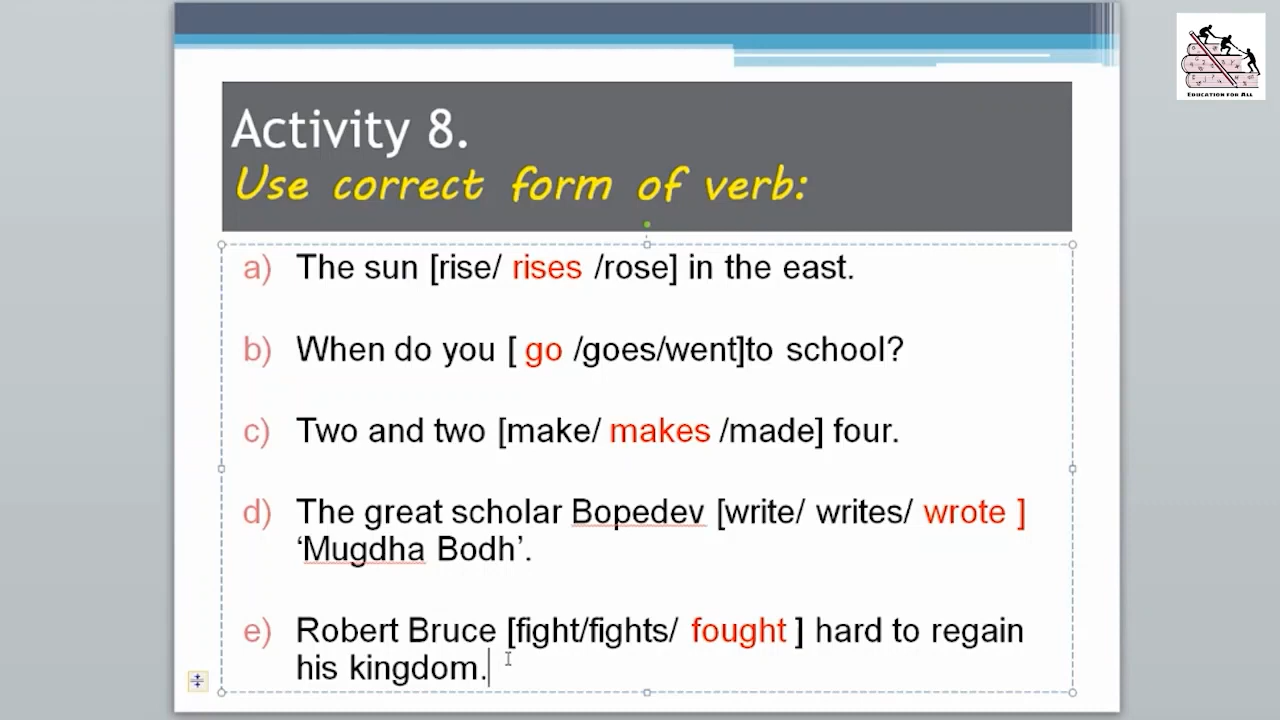 EDUCATION FOR ALL
Activity 8.
Use correct form of verb:
a) The sun [rise/ rises /rose] in the east.
b) When do you [ go /goes/went]to school?
c) Two and two [make/ makes /made] four.
d) The great scholar Bopedev [write/ writes/ wrote ]
‘Mugdha Bodh’.
e) Robert Bruce [fight/fights/ fought ] hard to regain
his kingdom.